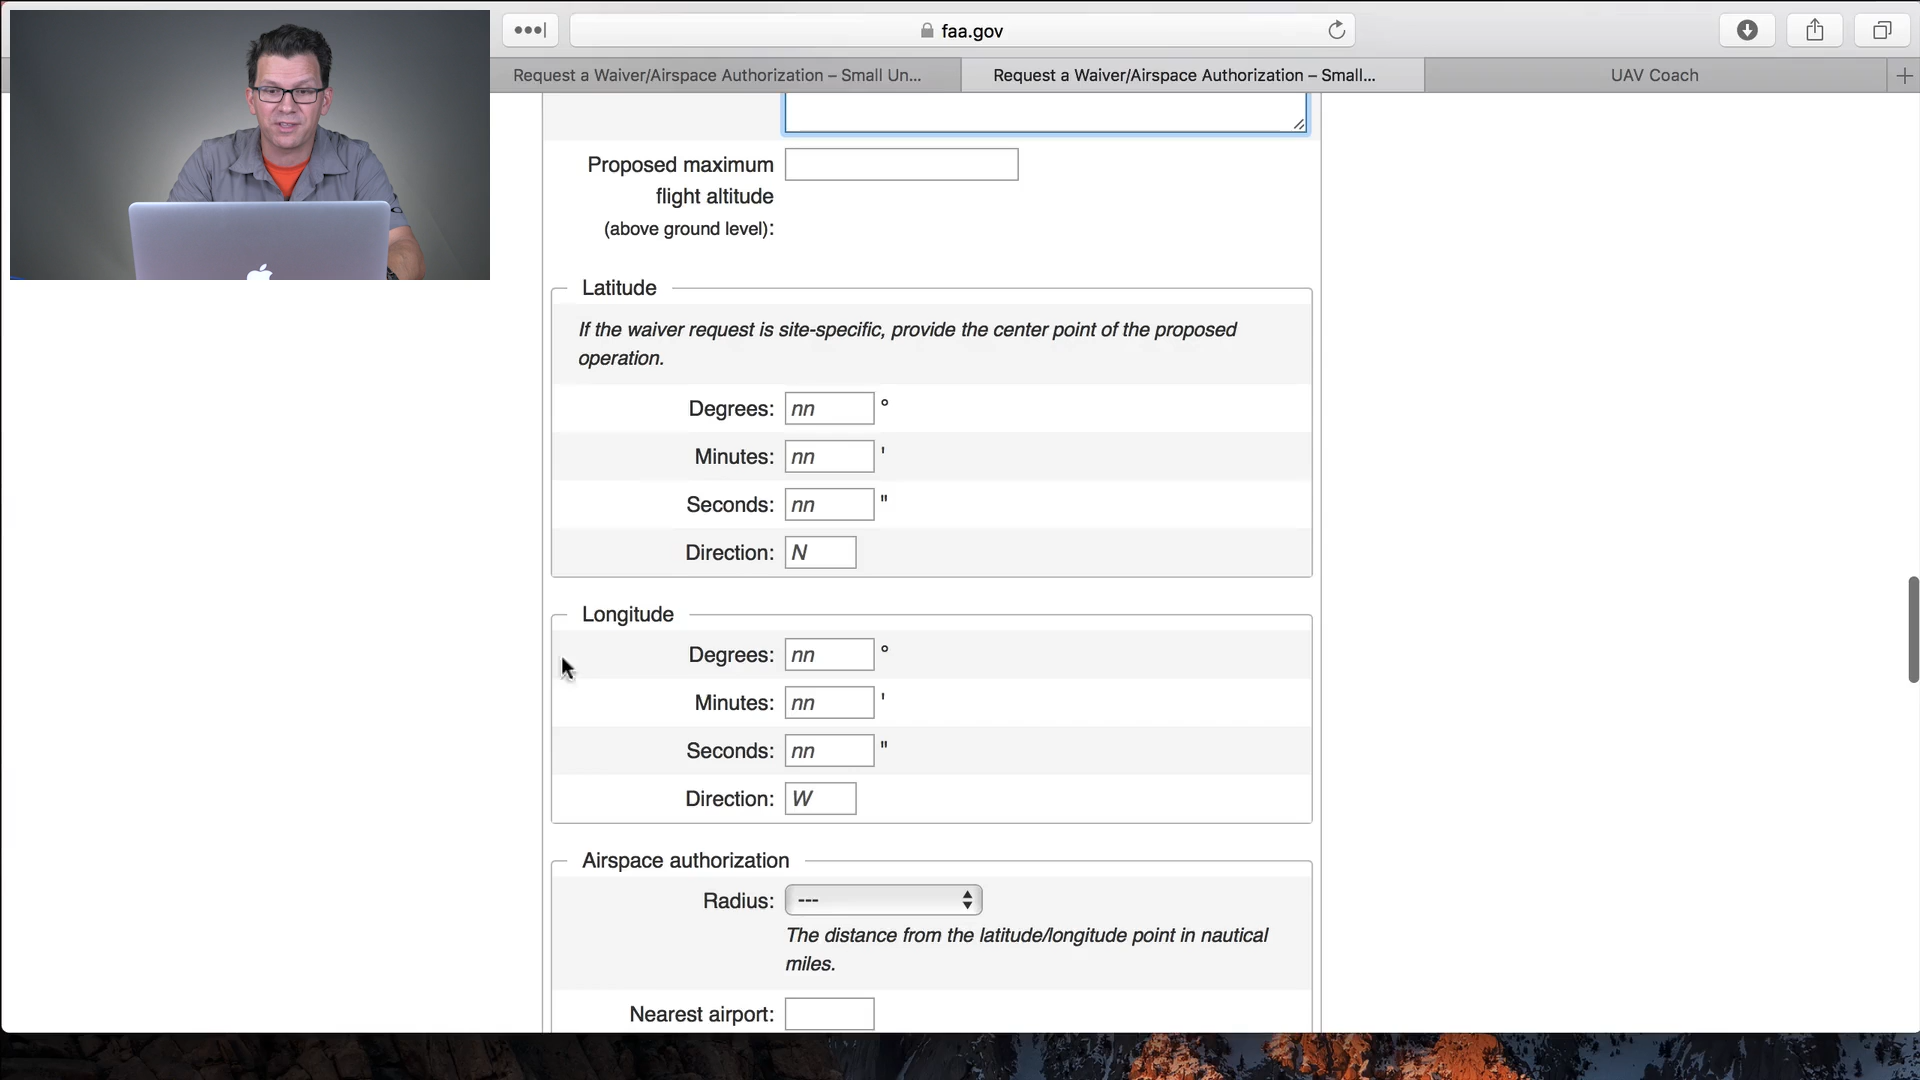 faa.gov
Request a Waiver/Airspace Authorization – Small Un...
Request a Waiver/Airspace Authorization – Small...
UAV Coach
Proposed maximum
flight altitude
(above ground level):
Latitude
If the waiver request is site-specific, provide the center point of the proposed
operation.
Degrees: nn °
Minutes: nn '
Seconds: nn "
Direction: N
Longitude
Degrees: nn °
Minutes: nn '
Seconds: nn "
Direction: W
Airspace authorization
Radius: ---
The distance from the latitude/longitude point in nautical
miles.
Nearest airport: